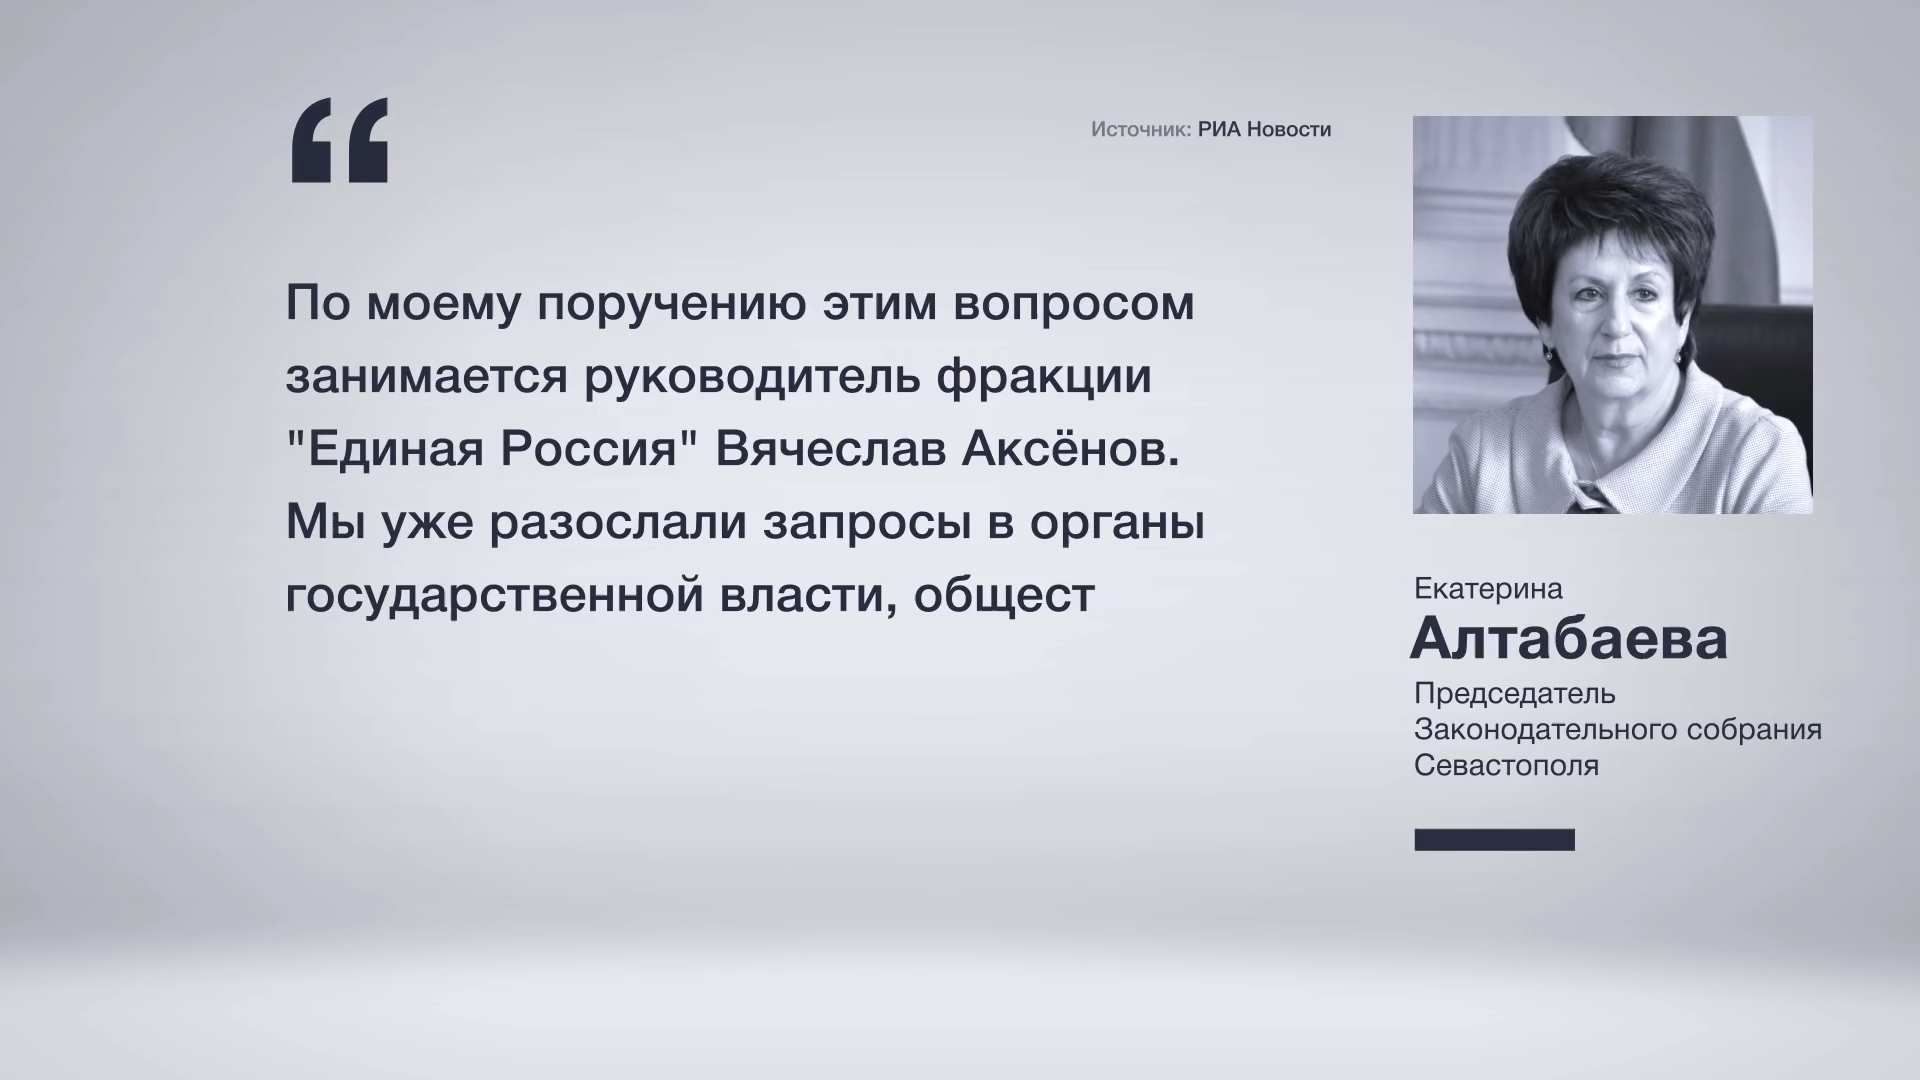 Источник: РИА Новости
По моему поручению этим вопросом
занимается руководитель фракции
"Единая Россия" Вячеслав Аксёнов.
Мы уже разослали запросы в органы
государственной власти, общест
Екатерина
Алтабаева
Председатель
Законодательного собрания
Севастополя